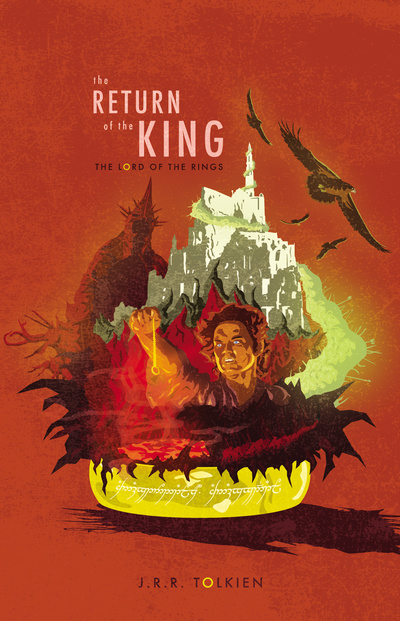 the
RETURN
of the
KING
THE LORD OF THE RINGS
J.R.R. TOLKIEN